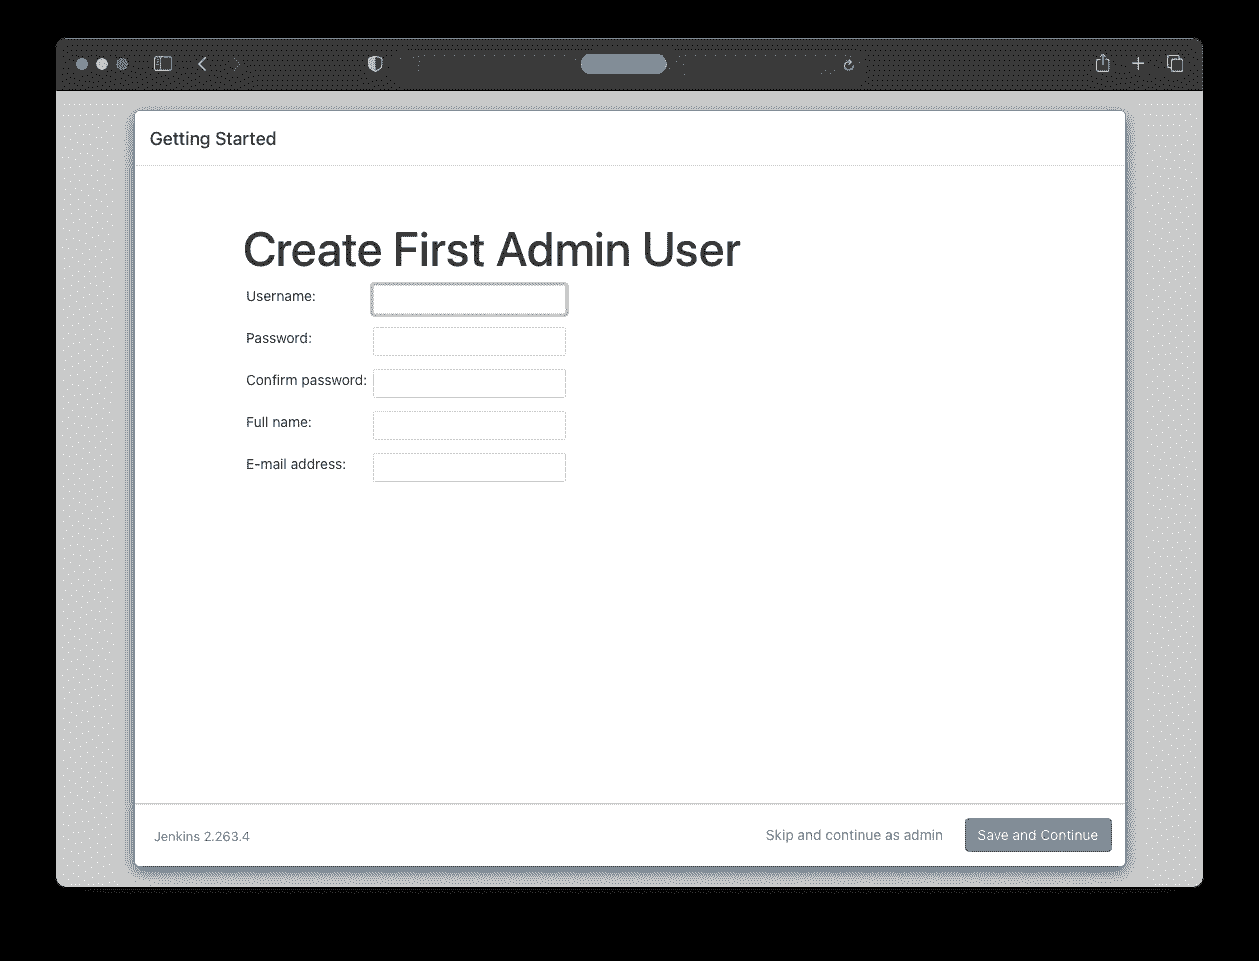 Getting Started
Create First Admin User
Username:
Password:
Confirm password:
Full name:
E-mail address:
Jenkins 2.263.4
Skip and continue as admin
Save and Continue